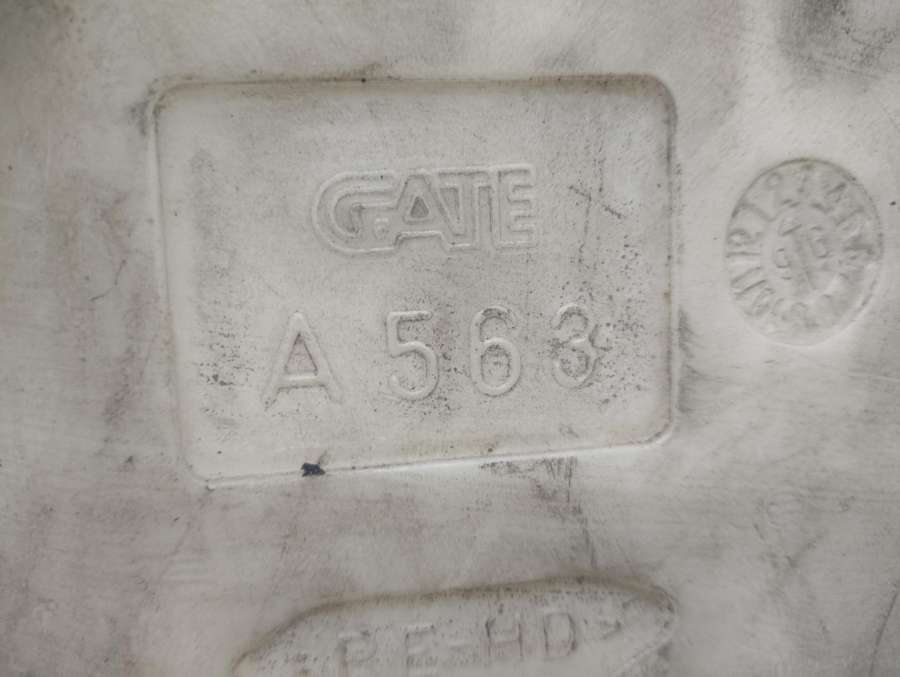 GATE
A 563
>PE-HD<